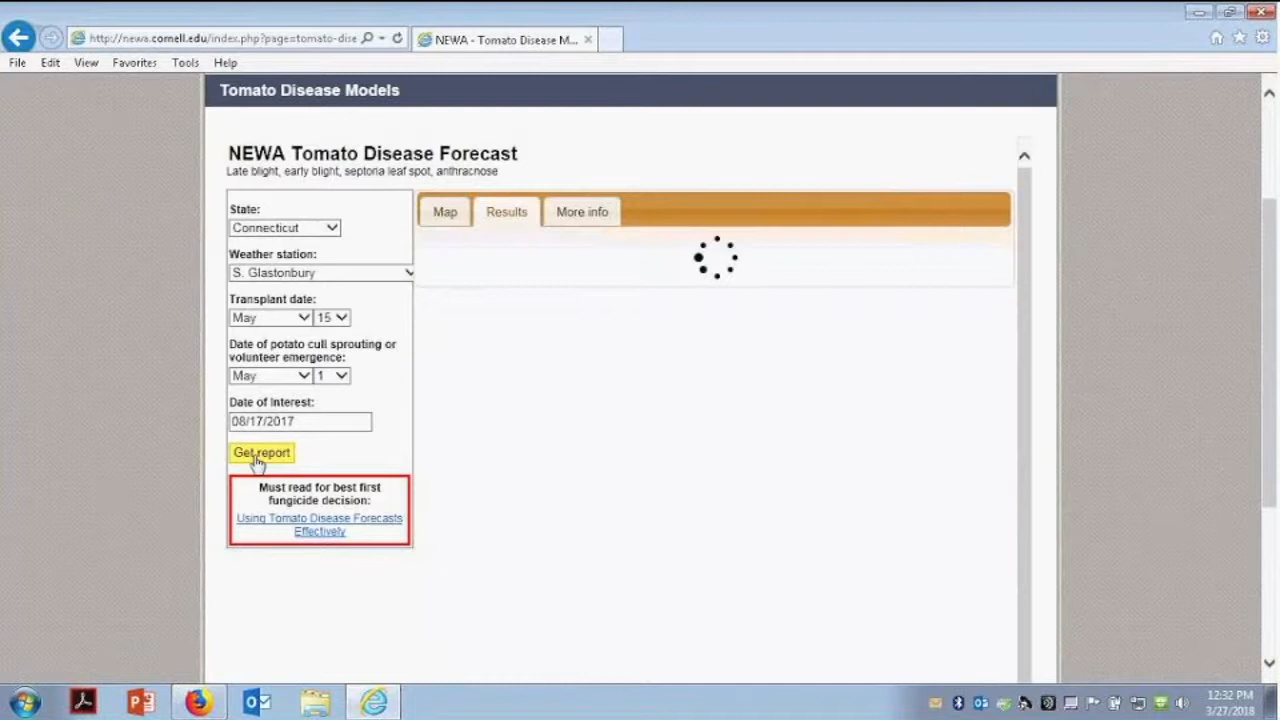 http://newa.cornell.edu/index.php?page=tomato-dise
NEWA - Tomato Disease M...
File Edit View Favorites Tools Help
Tomato Disease Models
NEWA Tomato Disease Forecast
Late blight, early blight, septoria leaf spot, anthracnose
State:
Connecticut
Weather station:
S. Glastonbury
Transplant date:
May 15
Date of potato cull sprouting or
volunteer emergence:
May 1
Date of Interest:
08/17/2017
Get report
Must read for best first
fungicide decision:
Using Tomato Disease Forecasts
Effectively
Map Results More info
12:32 PM
3/27/2018